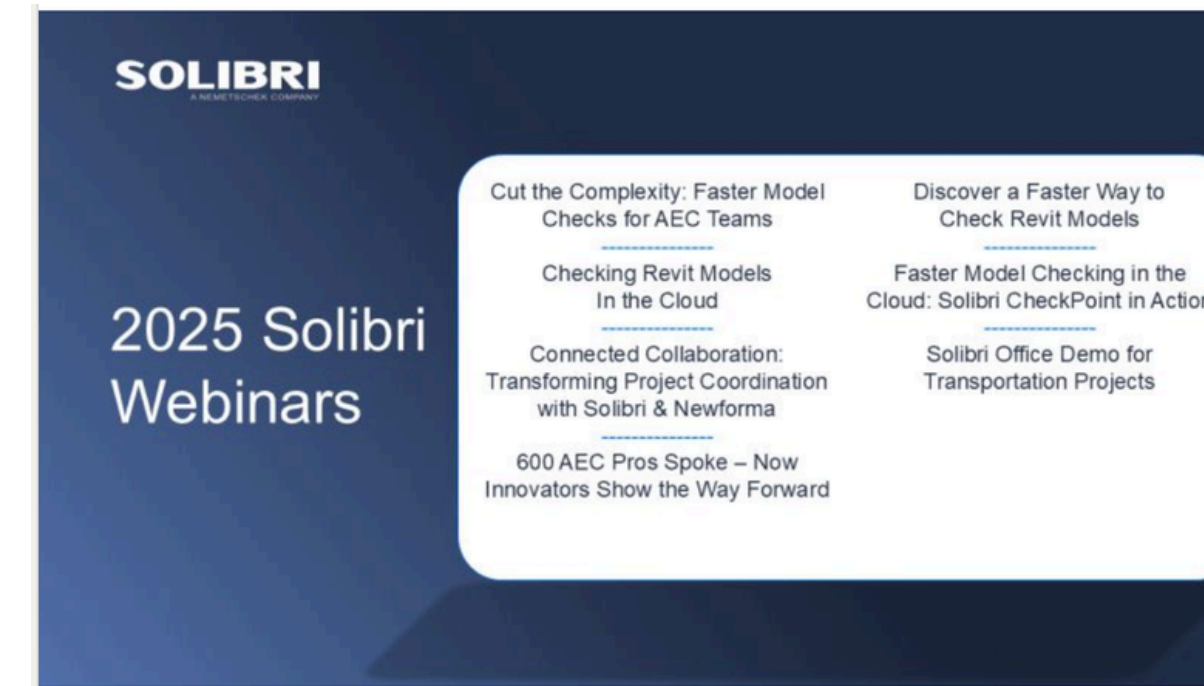 SOLIBRI
A NEMETSCHEK COMPANY
2025 Solibri
Webinars
Cut the Complexity: Faster Model
Checks for AEC Teams
---------------
Checking Revit Models
In the Cloud
---------------
Connected Collaboration:
Transforming Project Coordination
with Solibri & Newforma
---------------
600 AEC Pros Spoke – Now
Innovators Show the Way Forward
Discover a Faster Way to
Check Revit Models
---------------
Faster Model Checking in the
Cloud: Solibri CheckPoint in Action
---------------
Solibri Office Demo for
Transportation Projects